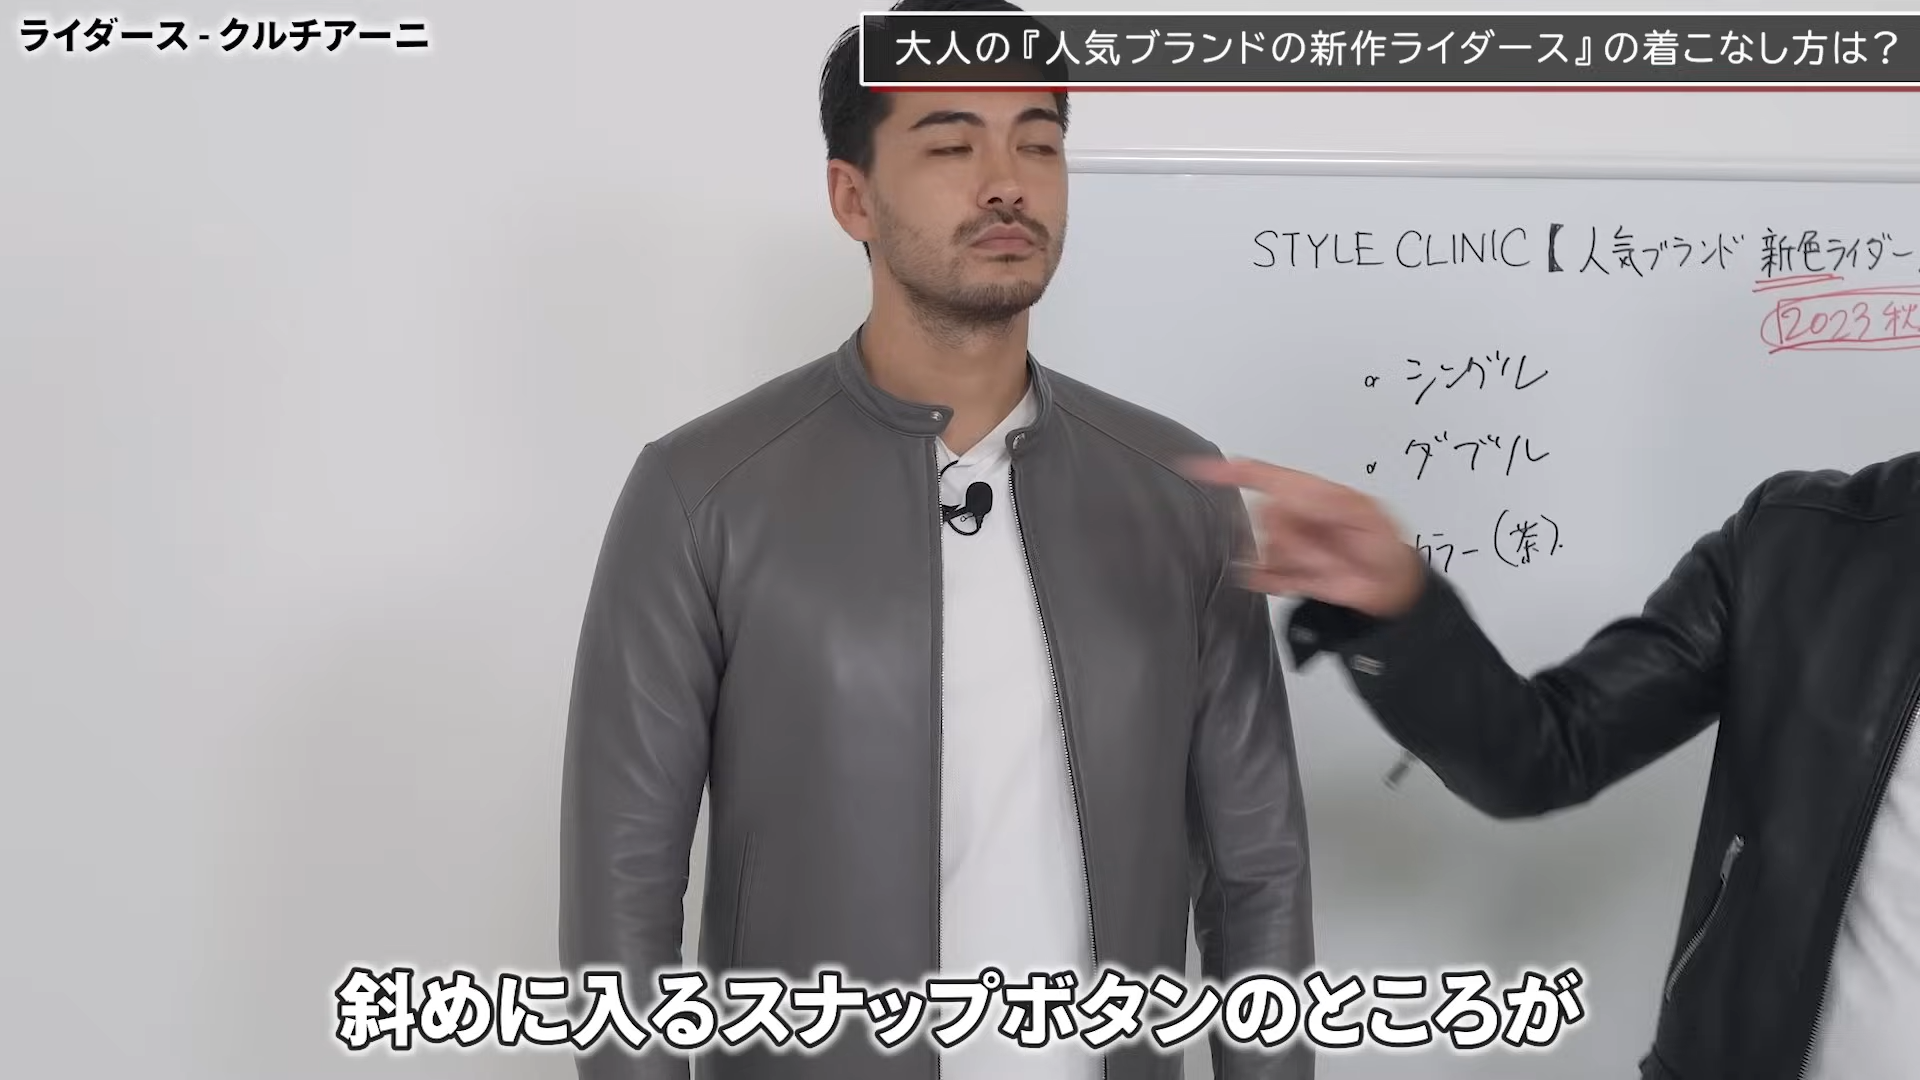 ライダース - クルチアーニ
大人の『人気ブランドの新作ライダース』の着こなし方は？
STYLE CLINIC【人気ブランド 新色ライダー
2023 秋
シングル
ダブル
カラー(茶).
斜めに入るスナップボタンのところが